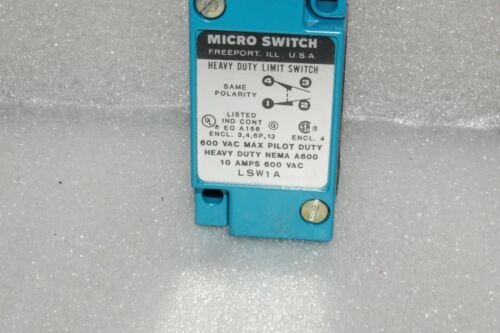 MICRO SWITCH
FREEPORT, ILL. U.S.A.
HEAVY DUTY LIMIT SWITCH
4 3
SAME
POLARITY
1 2
LISTED
IND CONT
UL & EQ A156 G
ENCL. 3,4,6P,13 ENCL. 4
600 VAC MAX PILOT DUTY
HEAVY DUTY NEMA A600
10 AMPS 600 VAC
LSW1A